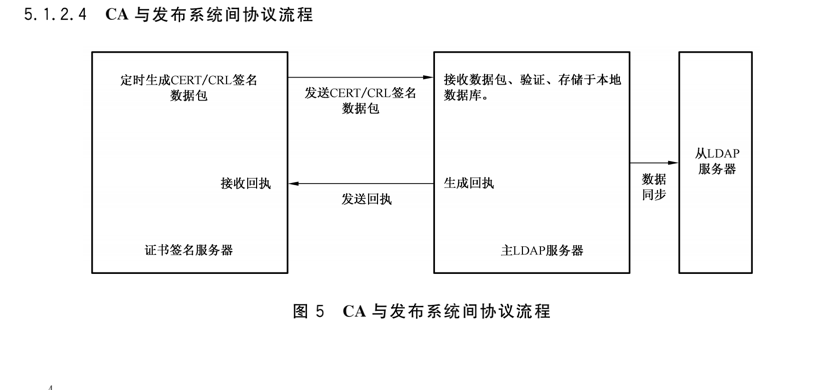 5.1.2.4 CA 与发布系统间协议流程
定时生成CERT/CRL签名
数据包
发送CERT/CRL签名
数据包
接收数据包、验证、存储于本地
数据库。
从LDAP
服务器
接收回执
发送回执
生成回执
数据
同步
证书签名服务器
主LDAP服务器
图 5 CA 与发布系统间协议流程
4